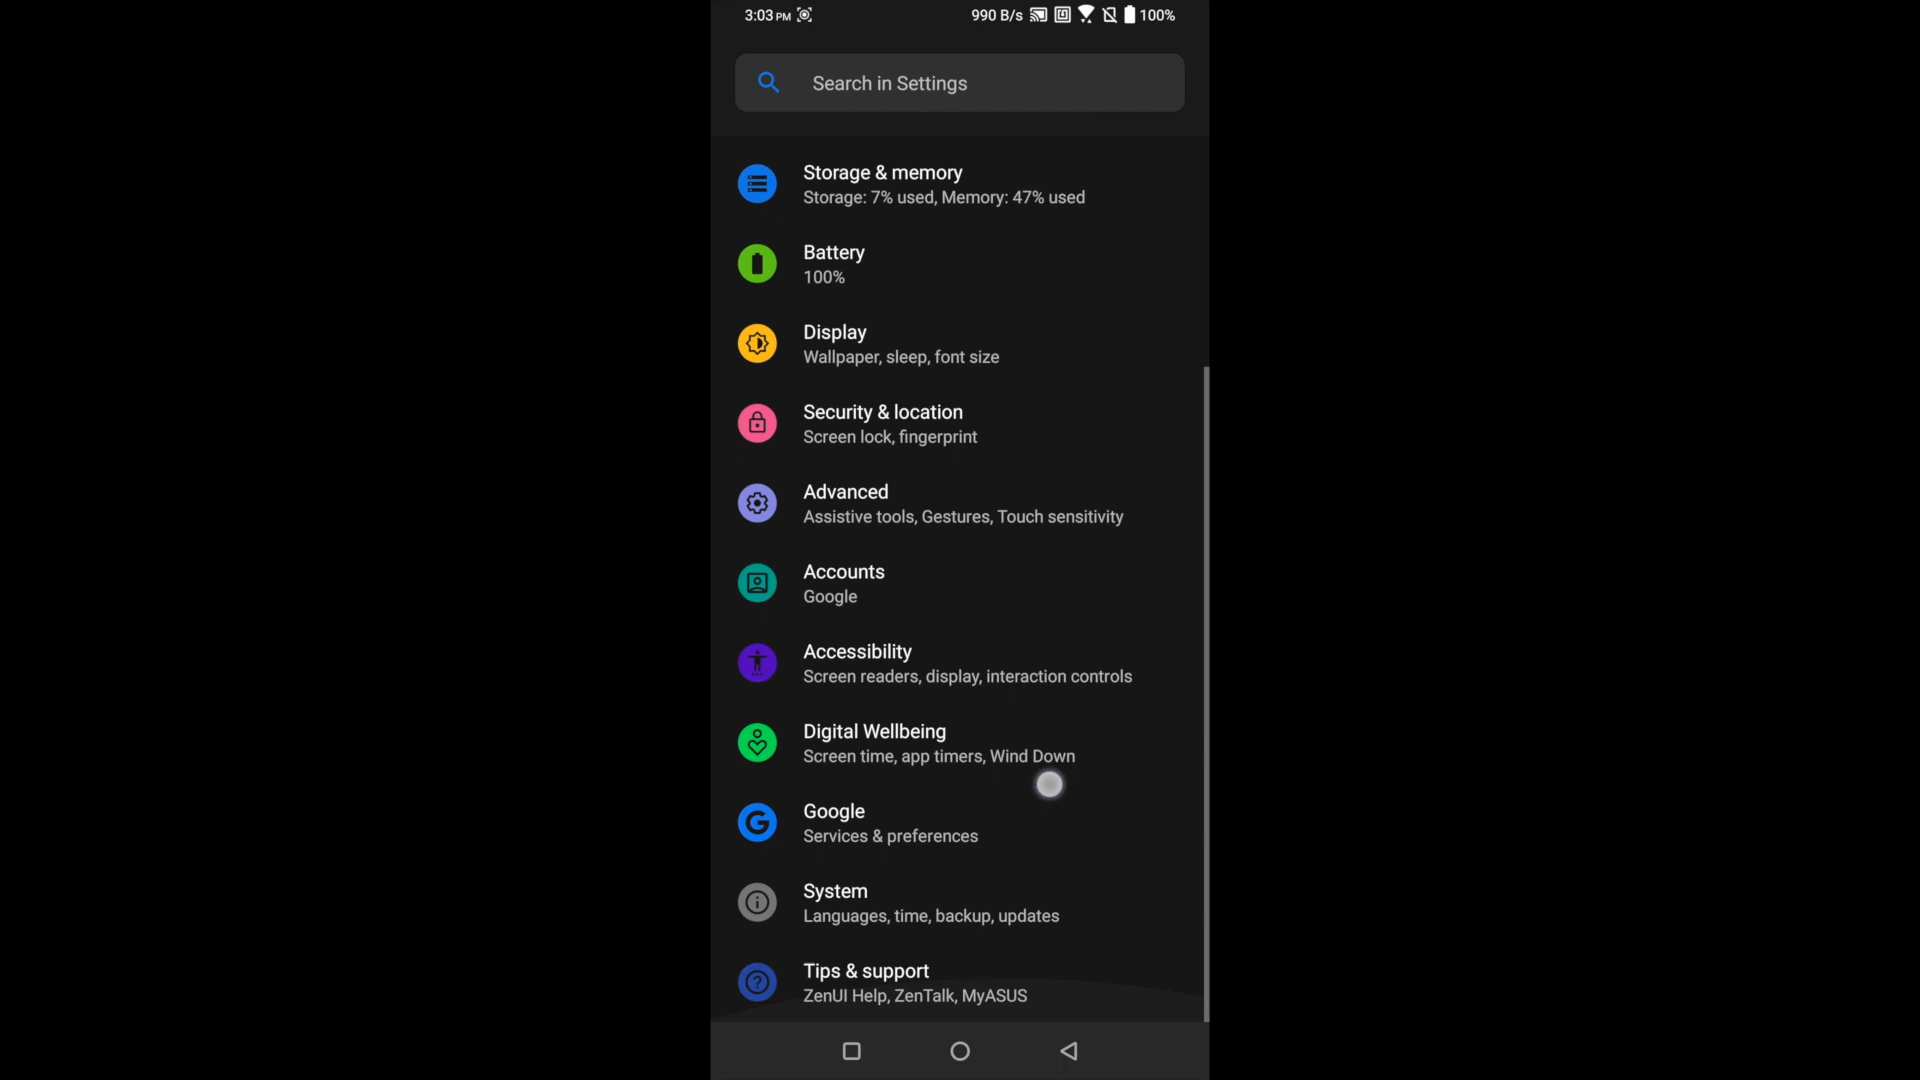 3:03 PM 990 B/s 100%
Search in Settings
Storage & memory
Storage: 7% used, Memory: 47% used
Battery
100%
Display
Wallpaper, sleep, font size
Security & location
Screen lock, fingerprint
Advanced
Assistive tools, Gestures, Touch sensitivity
Accounts
Google
Accessibility
Screen readers, display, interaction controls
Digital Wellbeing
Screen time, app timers, Wind Down
Google
Services & preferences
System
Languages, time, backup, updates
Tips & support
ZenUI Help, ZenTalk, MyASUS